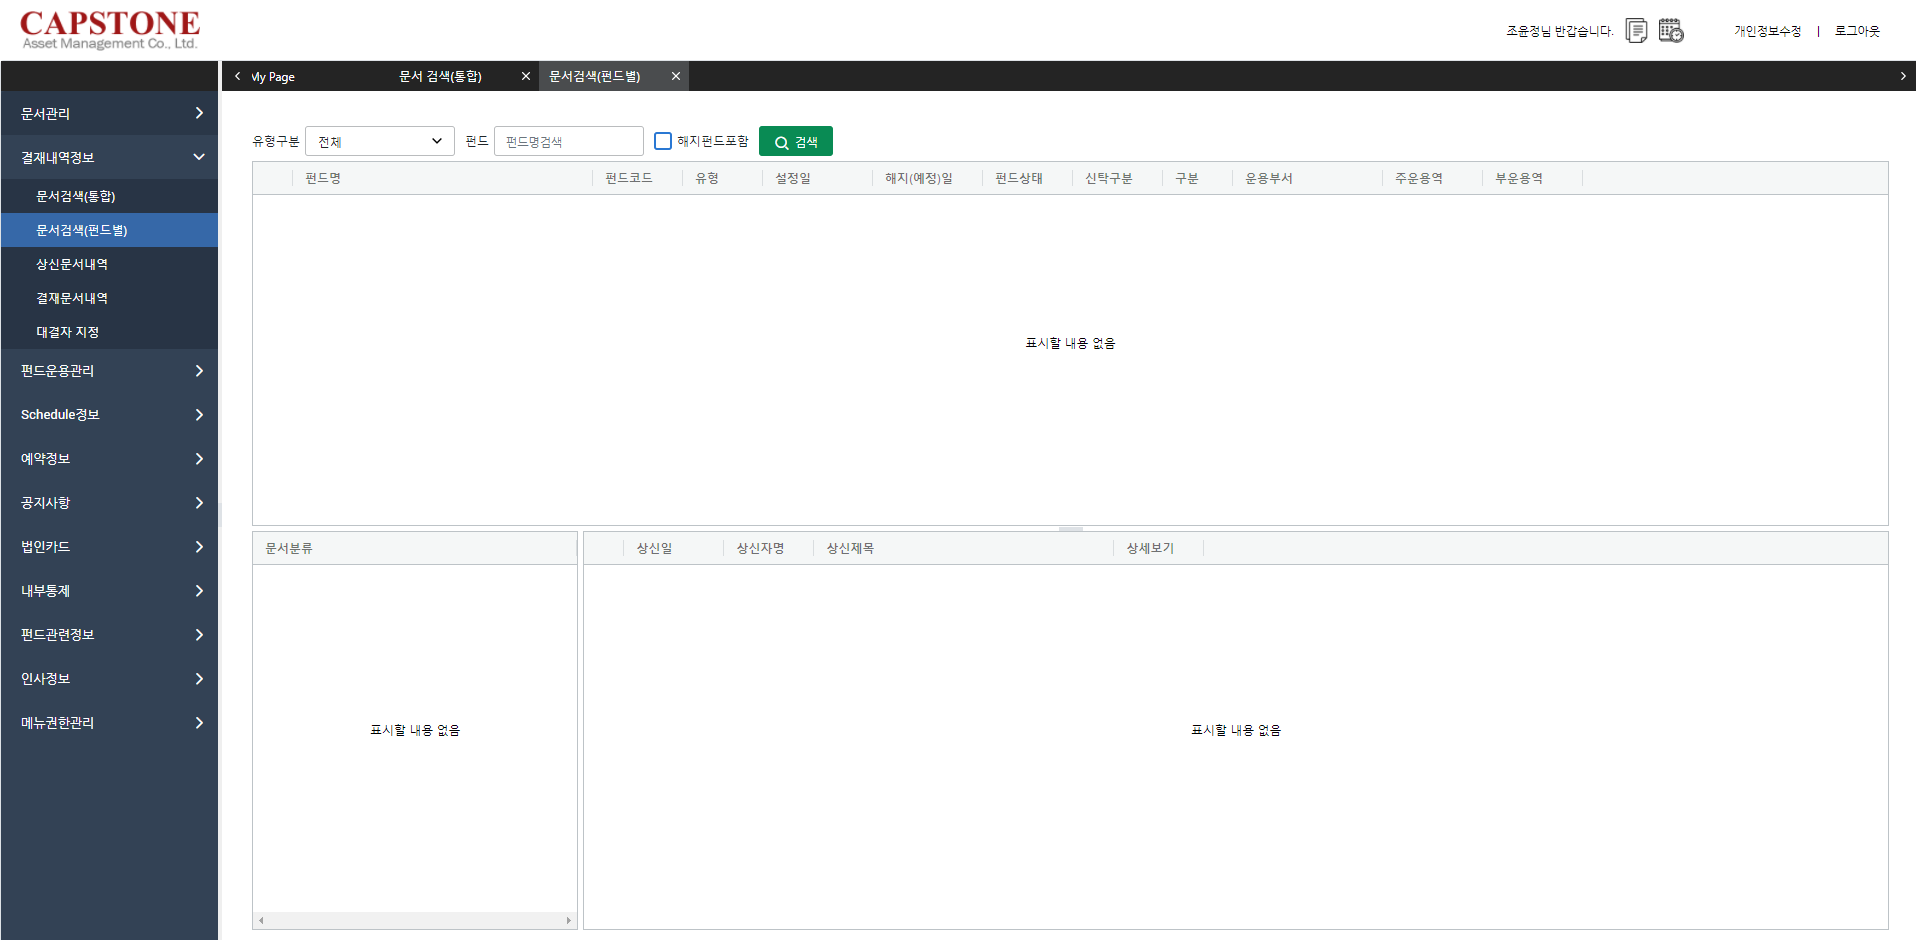 CAPSTONE
Asset Management Co., Ltd.
조윤정님 반갑습니다.
개인정보수정 | 로그아웃
My Page
문서 검색(통합)
문서검색(펀드별)
문서관리
결재내역정보
문서검색(통합)
문서검색(펀드별)
상신문서내역
결재문서내역
대결자 지정
펀드운용관리
Schedule정보
예약정보
공지사항
법인카드
내부통제
펀드관련정보
인사정보
메뉴권한관리
유형구분 전체 펀드 펀드명검색 해지펀드포함 검색
펀드명 펀드코드 유형 설정일 해지(예정)일 펀드상태 신탁구분 구분 운용부서 주운용역 부운용역
표시할 내용 없음
문서분류
표시할 내용 없음
상신일 상신자명 상신제목 상세보기
표시할 내용 없음